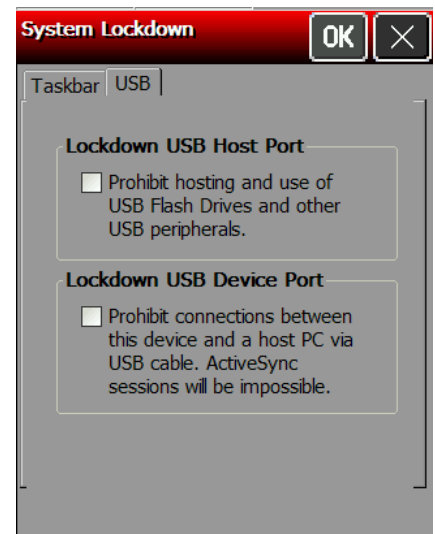 System Lockdown
OK
Taskbar USB
Lockdown USB Host Port
Prohibit hosting and use of
USB Flash Drives and other
USB peripherals.
Lockdown USB Device Port
Prohibit connections between
this device and a host PC via
USB cable. ActiveSync
sessions will be impossible.